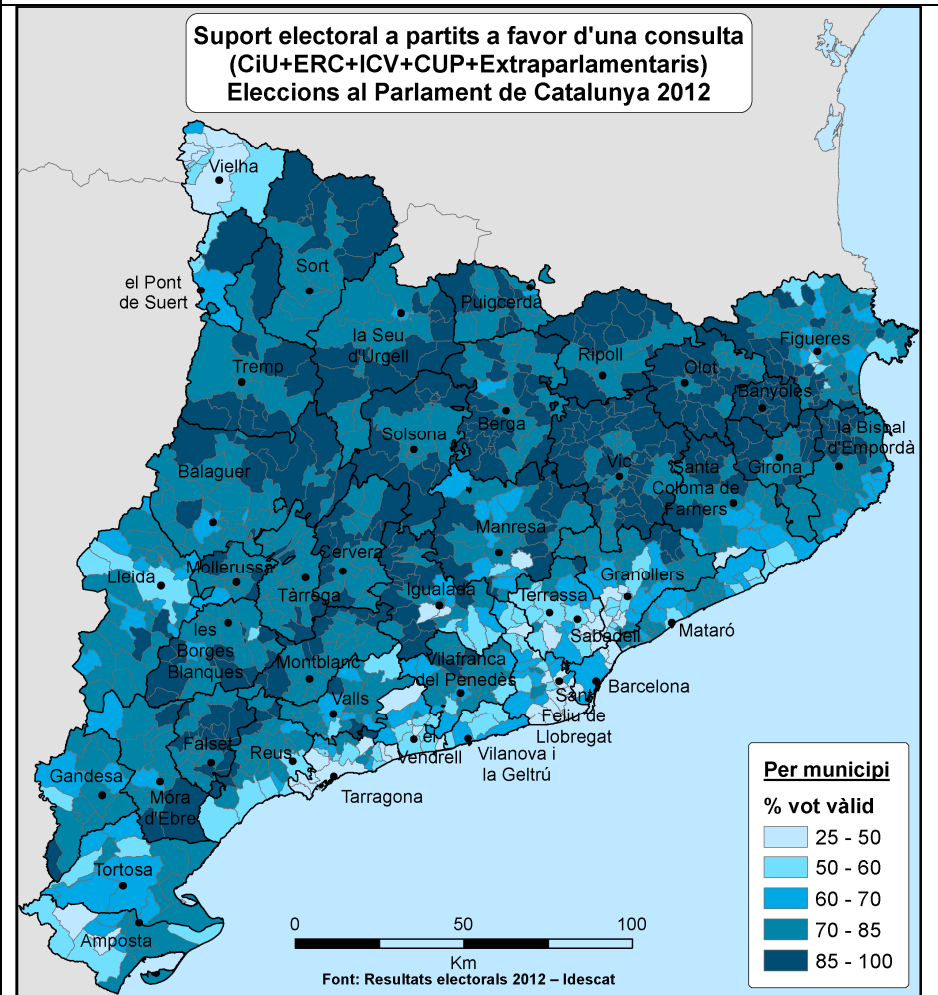 Suport electoral a partits a favor d'una consulta
(CiU+ERC+ICV+CUP+Extraparlamentaris)
Eleccions al Parlament de Catalunya 2012
Vielha
el Pont
de Suert
Sort
Puigcerdà
la Seu
d'Urgell
Tremp
Ripoll
Figueres
Olot
Banyoles
Berga
Solsona
la Bisbal
d'Empordà
Balaguer
Vic
Santa
Coloma de
Farners
Girona
Manresa
Cervera
Lleida
Mollerussa
Tàrrega
Igualada
Terrassa
Granollers
Sabadell
Mataró
les
Borges
Blanques
Montblanc
Vilafranca
del Penedès
Barcelona
Sant
Feliu de
Llobregat
Valls
Falset
Reus
el
Vendrell
Vilanova i
la Geltrú
Gandesa
Móra
d'Ebre
Tarragona
Tortosa
Amposta
0 50 100
Km
Font: Resultats electorals 2012 – Idescat
Per municipi
% vot vàlid
25 - 50
50 - 60
60 - 70
70 - 85
85 - 100